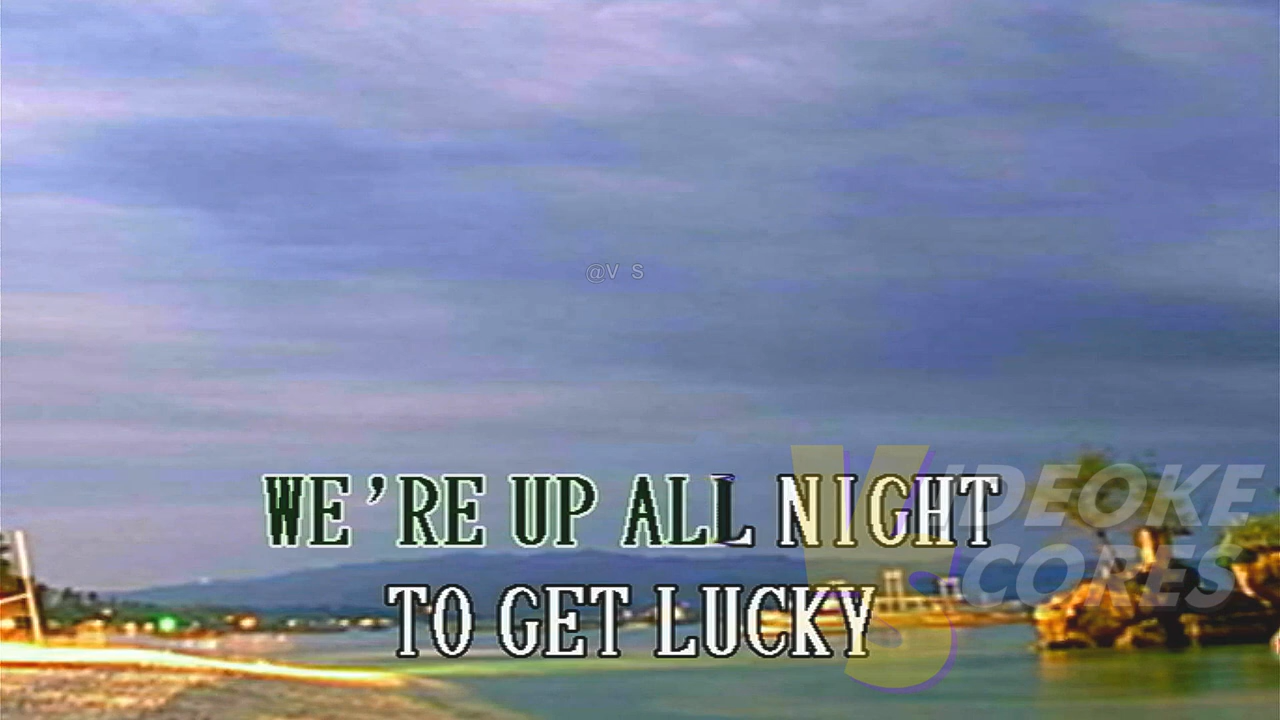 @V S
WE'RE UP ALL NIGHT
TO GET LUCKY
VIDEOKE
SCORES